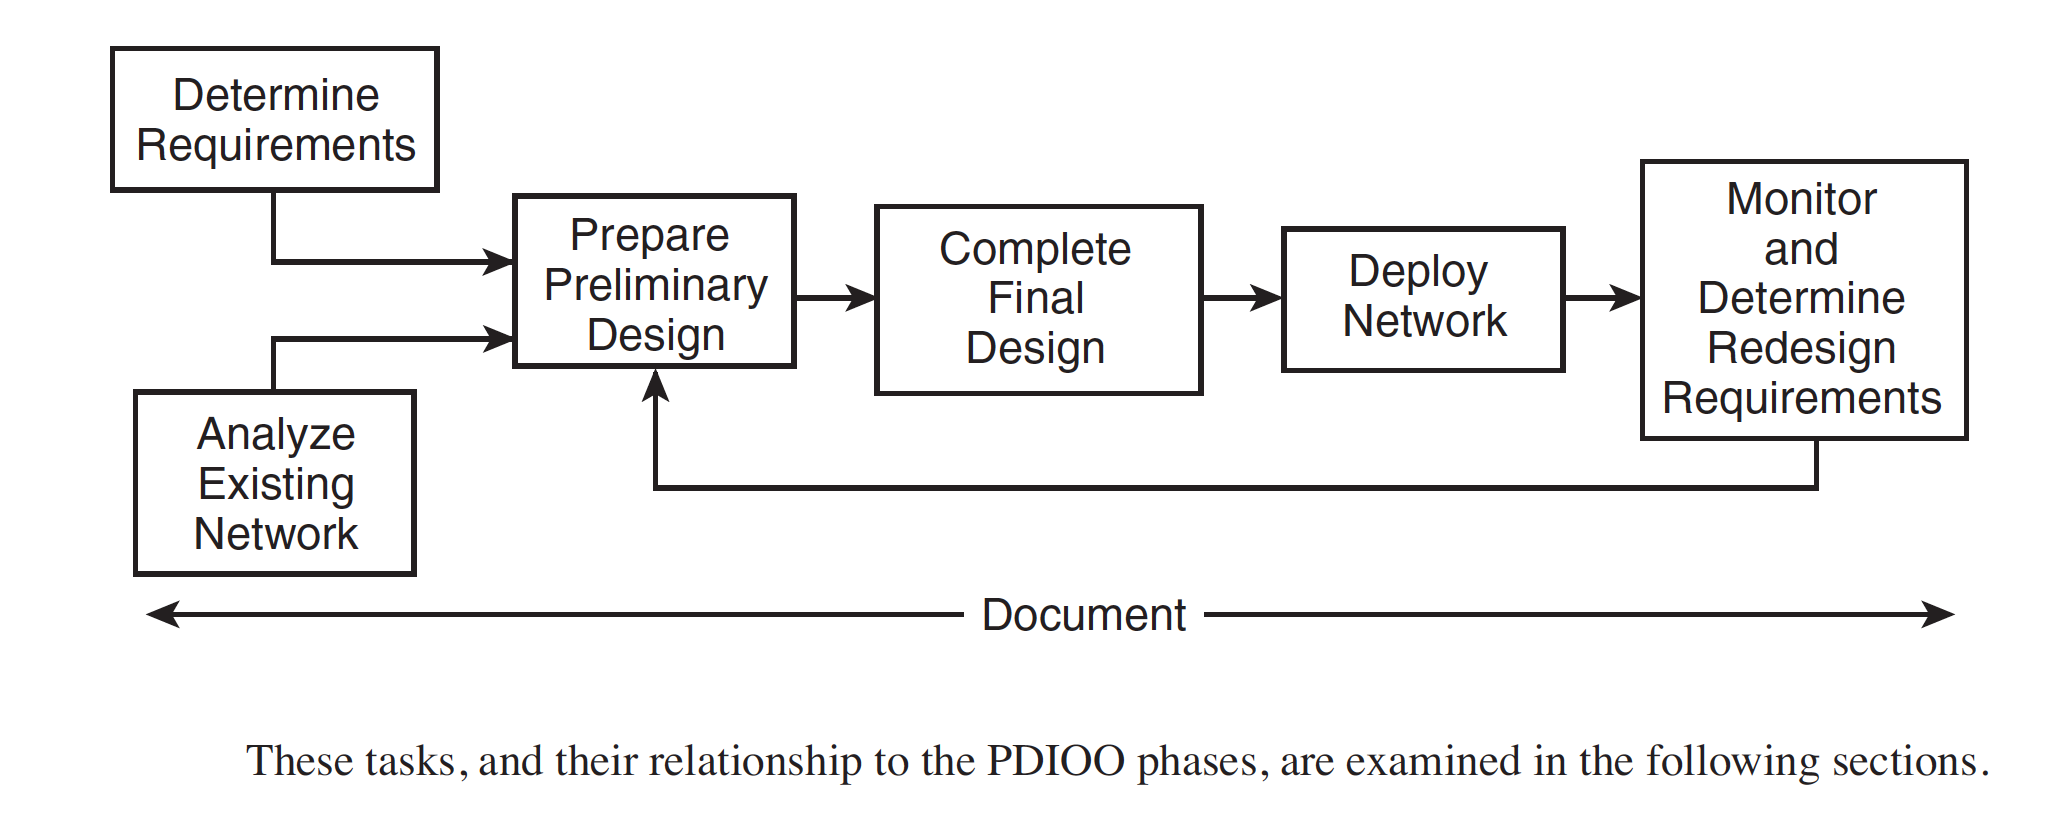 Determine
Requirements
Analyze
Existing
Network
Prepare
Preliminary
Design
Complete
Final
Design
Deploy
Network
Monitor
and
Determine
Redesign
Requirements
Document
These tasks, and their relationship to the PDIOO phases, are examined in the following sections.